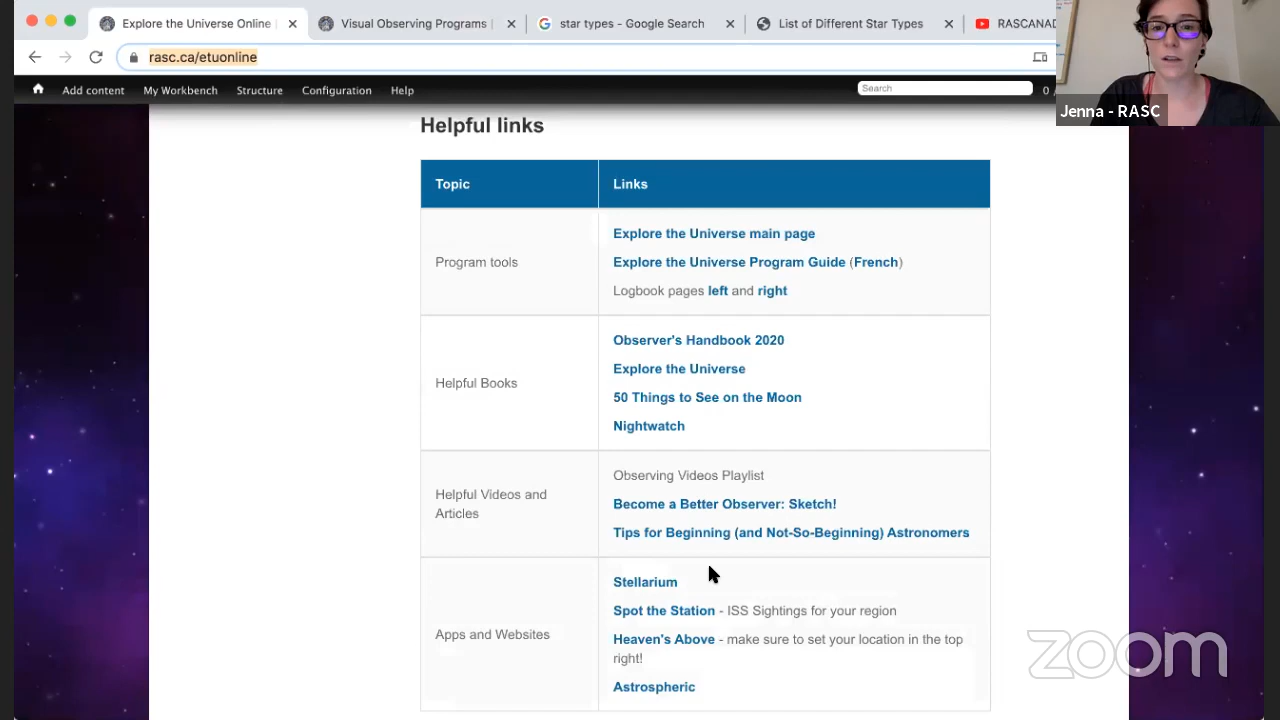 Explore the Universe Online
Visual Observing Programs
star types - Google Search
List of Different Star Types
RASCANAD
rasc.ca/etuonline
Add content My Workbench Structure Configuration Help
Search
0 /
Jenna - RASC
Helpful links
Topic Links
Program tools
Explore the Universe main page
Explore the Universe Program Guide (French)
Logbook pages left and right
Helpful Books
Observer's Handbook 2020
Explore the Universe
50 Things to See on the Moon
Nightwatch
Helpful Videos and
Articles
Observing Videos Playlist
Become a Better Observer: Sketch!
Tips for Beginning (and Not-So-Beginning) Astronomers
Apps and Websites
Stellarium
Spot the Station - ISS Sightings for your region
Heaven's Above - make sure to set your location in the top
right!
Astrospheric
zoom